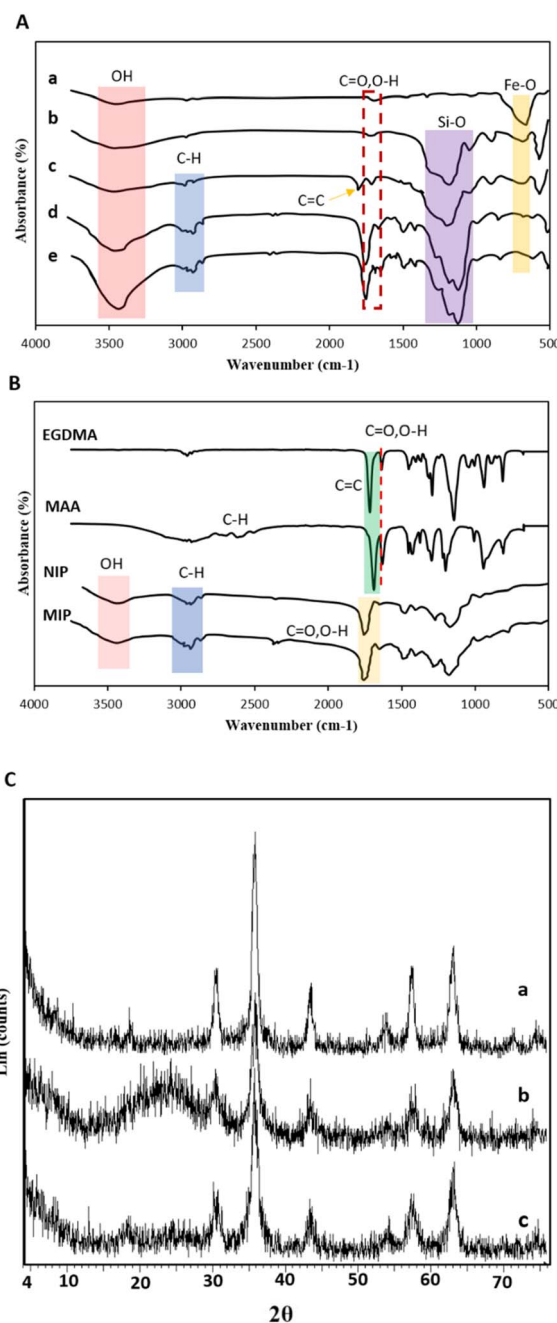 A
OH
C=O,O-H
Fe-O
a
b
Si-O
C-H
c
C=C
d
e
Absorbance (%)
4000 3500 3000 2500 2000 1500 1000 500
Wavenumber (cm-1)
B
EGDMA
C=O,O-H
C=C
MAA
C-H
NIP
OH
C-H
MIP
C=O,O-H
Absorbance (%)
4000 3500 3000 2500 2000 1500 1000 500
Wavenumber (cm-1)
C
a
b
c
(counts)
4 10 20 30 40 50 60 70
2θ